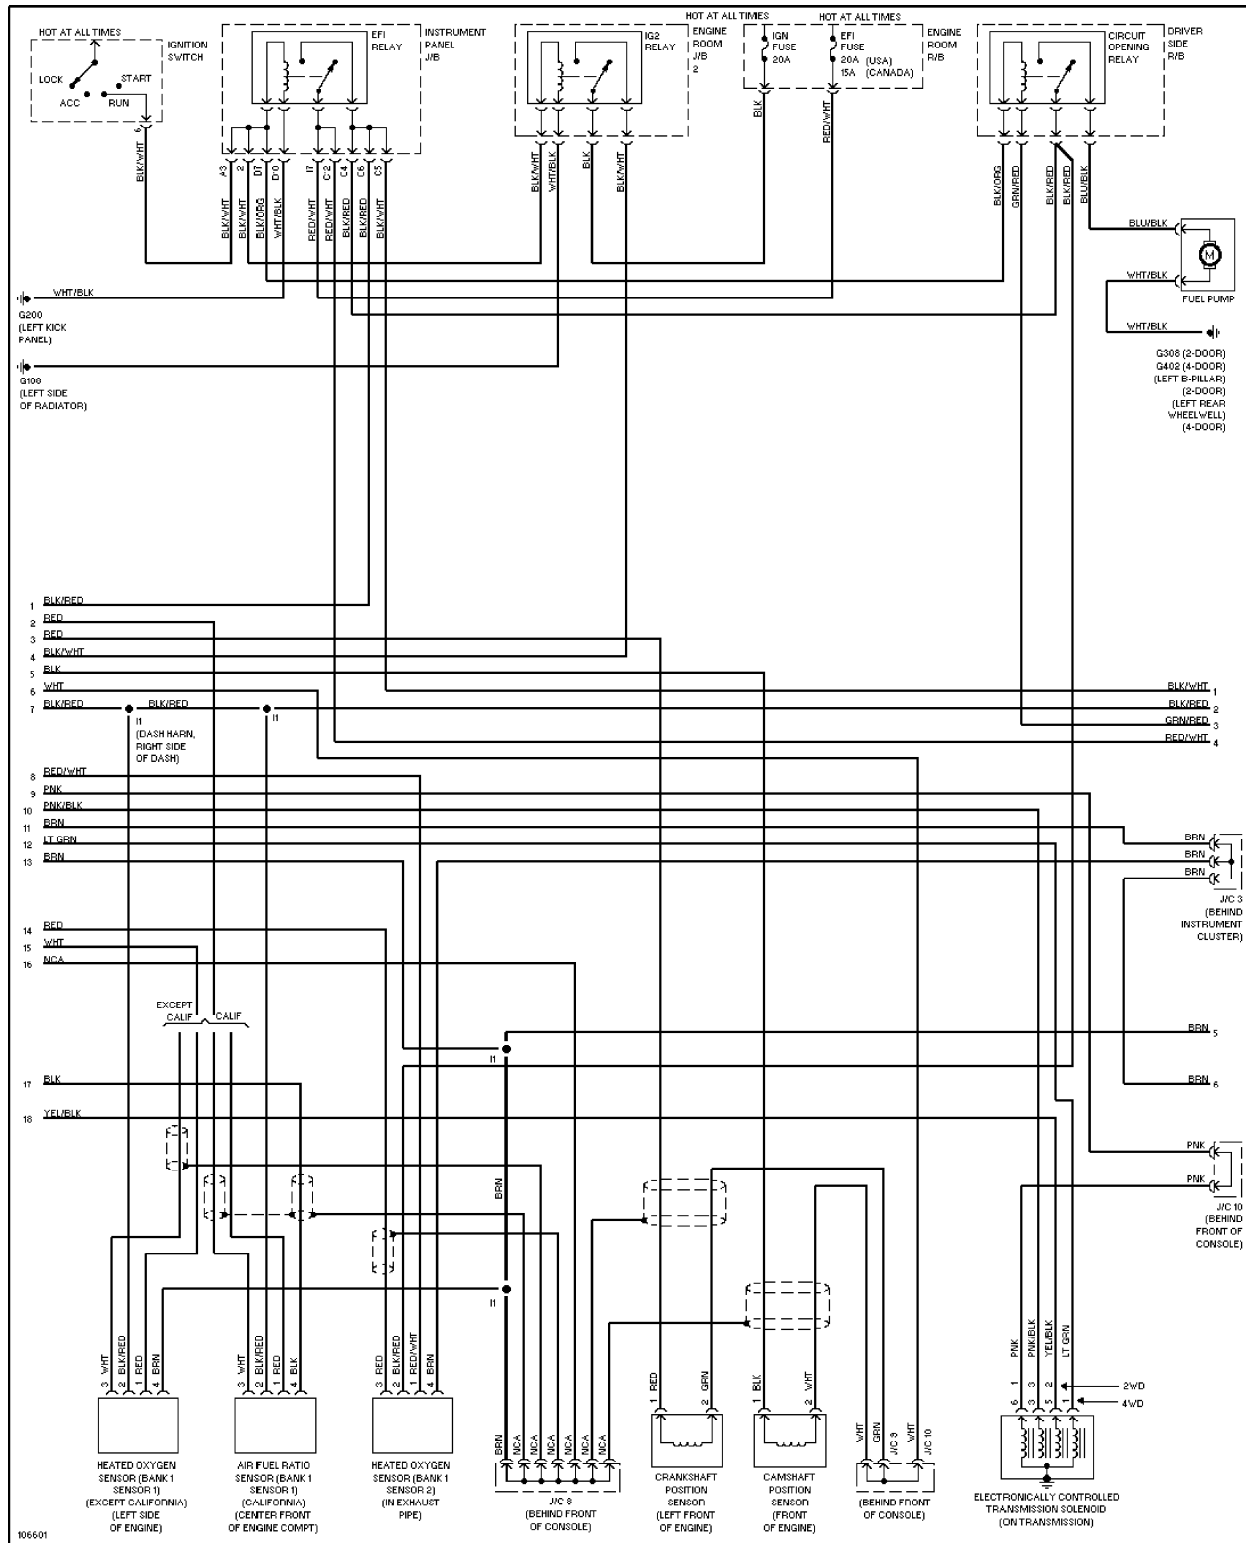 HOT AT ALL TIMES
IGNITION
SWITCH
LOCK
START
ACC
RUN
6
BLK/WHT
EFI
RELAY
INSTRUMENT
PANEL
J/B
A3
2
D7
D10
I7
C12
C4
C6
C5
BLK/WHT
BLK/WHT
BLK/ORG
WHT/BLK
RED/WHT
RED/WHT
BLK/RED
BLK/RED
BLK/WHT
IG2
RELAY
ENGINE
ROOM
J/B
2
BLK/WHT
WHT/BLK
BLK
BLK/WHT
HOT AT ALL TIMES
HOT AT ALL TIMES
IGN
FUSE
20A
EFI
FUSE
20A (USA)
15A (CANADA)
ENGINE
ROOM
R/B
BLK
RED/WHT
CIRCUIT
OPENING
RELAY
DRIVER
SIDE
R/B
BLK/ORG
GRN/RED
BLK/RED
BLK/RED
BLU/BLK
BLU/BLK
M
WHT/BLK
FUEL PUMP
WHT/BLK
G308 (2-DOOR)
G402 (4-DOOR)
(LEFT B-PILLAR)
(2-DOOR)
(LEFT REAR
WHEELWELL)
(4-DOOR)
WHT/BLK
G200
(LEFT KICK
PANEL)
G100
(LEFT SIDE
OF RADIATOR)
1 BLK/RED
2 RED
3 RED
4 BLK/WHT
5 BLK
6 WHT
7 BLK/RED
BLK/RED
I1
(DASH HARN,
RIGHT SIDE
OF DASH)
I1
8 RED/WHT
9 PNK
10 PNK/BLK
11 BRN
12 LT GRN
13 BRN
14 RED
15 WHT
16 NCA
17 BLK
18 YEL/BLK
BLK/WHT 1
BLK/RED 2
GRN/RED 3
RED/WHT 4
BRN
BRN
BRN
J/C 3
(BEHIND
INSTRUMENT
CLUSTER)
BRN 5
BRN 6
PNK
PNK
J/C 10
(BEHIND
FRONT OF
CONSOLE)
EXCEPT
CALIF
CALIF
I1
BRN
I1
3 WHT
2 BLK/RED
1 RED
4 BRN
HEATED OXYGEN
SENSOR (BANK 1
SENSOR 1)
(EXCEPT CALIFORNIA)
(LEFT SIDE
OF ENGINE)
3 WHT
2 BLK/RED
1 RED
4 BLK
AIR FUEL RATIO
SENSOR (BANK 1
SENSOR 1)
(CALIFORNIA)
(CENTER FRONT
OF ENGINE COMPT)
3 RED
2 BLK/RED
1 RED/WHT
4 BRN
HEATED OXYGEN
SENSOR (BANK 1
SENSOR 2)
(IN EXHAUST
PIPE)
BRN
NCA
NCA
NCA
NCA
NCA
NCA
J/C 9
(BEHIND FRONT
OF CONSOLE)
1 RED
2 GRN
CRANKSHAFT
POSITION
SENSOR
(LEFT FRONT
OF ENGINE)
1 BLK
2 WHT
CAMSHAFT
POSITION
SENSOR
(FRONT
OF ENGINE)
WHT
GRN
J/C 9
WHT
J/C 10
(BEHIND FRONT
OF CONSOLE)
PNK
PNK/BLK
YEL/BLK
LT GRN
1
3
2
2WD
6
3
5
1
4WD
ELECTRONICALLY CONTROLLED
TRANSMISSION SOLENOID
(ON TRANSMISSION)
106601